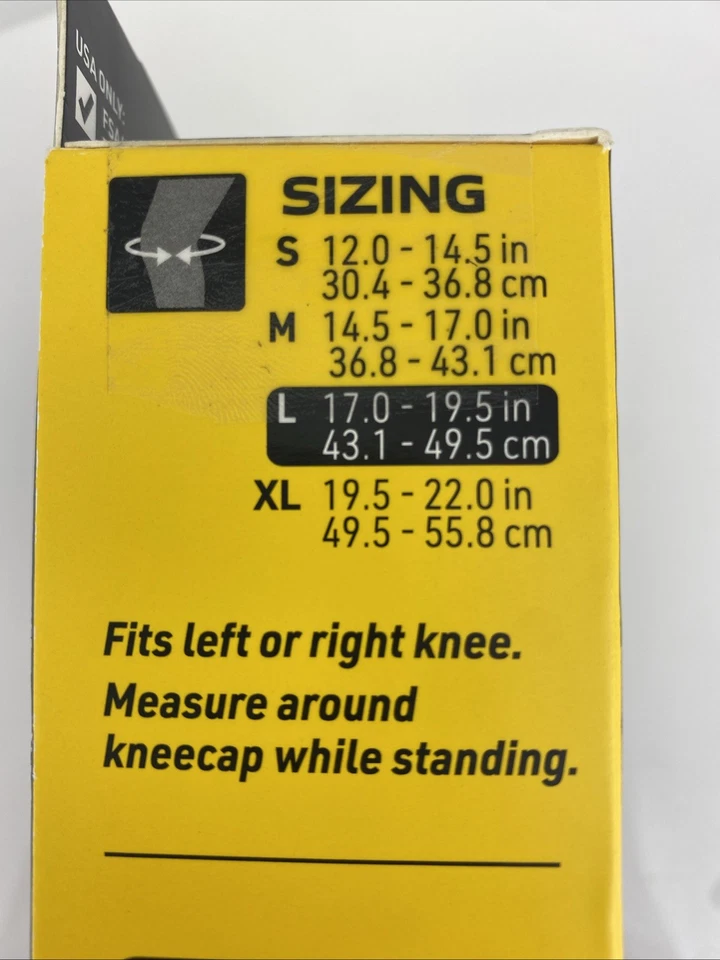 USA ONLY:
FSA
SIZING
S 12.0 - 14.5 in
30.4 - 36.8 cm
M 14.5 - 17.0 in
36.8 - 43.1 cm
L 17.0 - 19.5 in
43.1 - 49.5 cm
XL 19.5 - 22.0 in
49.5 - 55.8 cm
Fits left or right knee.
Measure around
kneecap while standing.